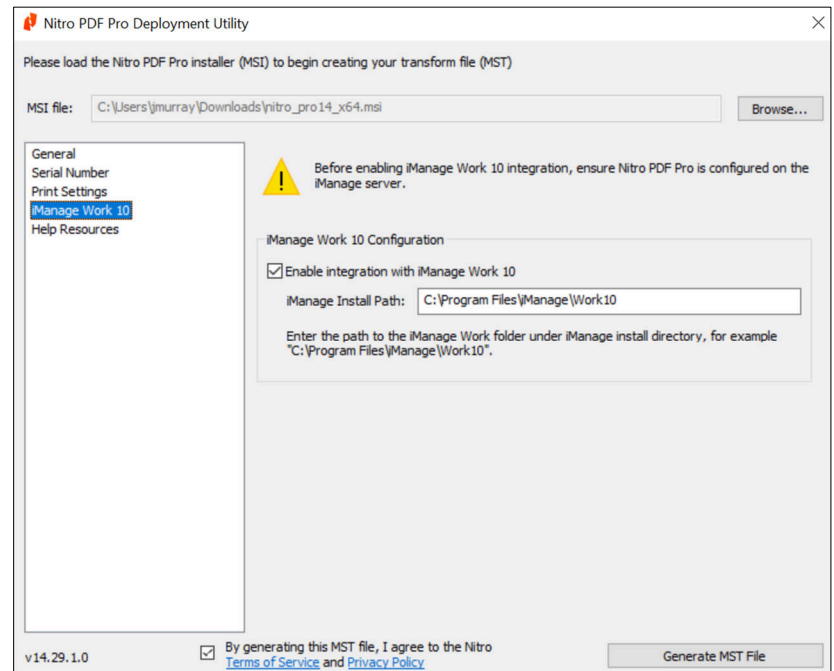 Nitro PDF Pro Deployment Utility
Please load the Nitro PDF Pro installer (MSI) to begin creating your transform file (MST)
MSI file:
C:\Users\jmurray\Downloads\nitro_pro14_x64.msi
Browse...
General
Serial Number
Print Settings
iManage Work 10
Help Resources
Before enabling iManage Work 10 integration, ensure Nitro PDF Pro is configured on the
iManage server.
iManage Work 10 Configuration
Enable integration with iManage Work 10
iManage Install Path:
C:\Program Files\iManage\Work10
Enter the path to the iManage Work folder under iManage install directory, for example
"C:\Program Files\iManage\Work10".
v14.29.1.0
By generating this MST file, I agree to the Nitro
Terms of Service and Privacy Policy
Generate MST File